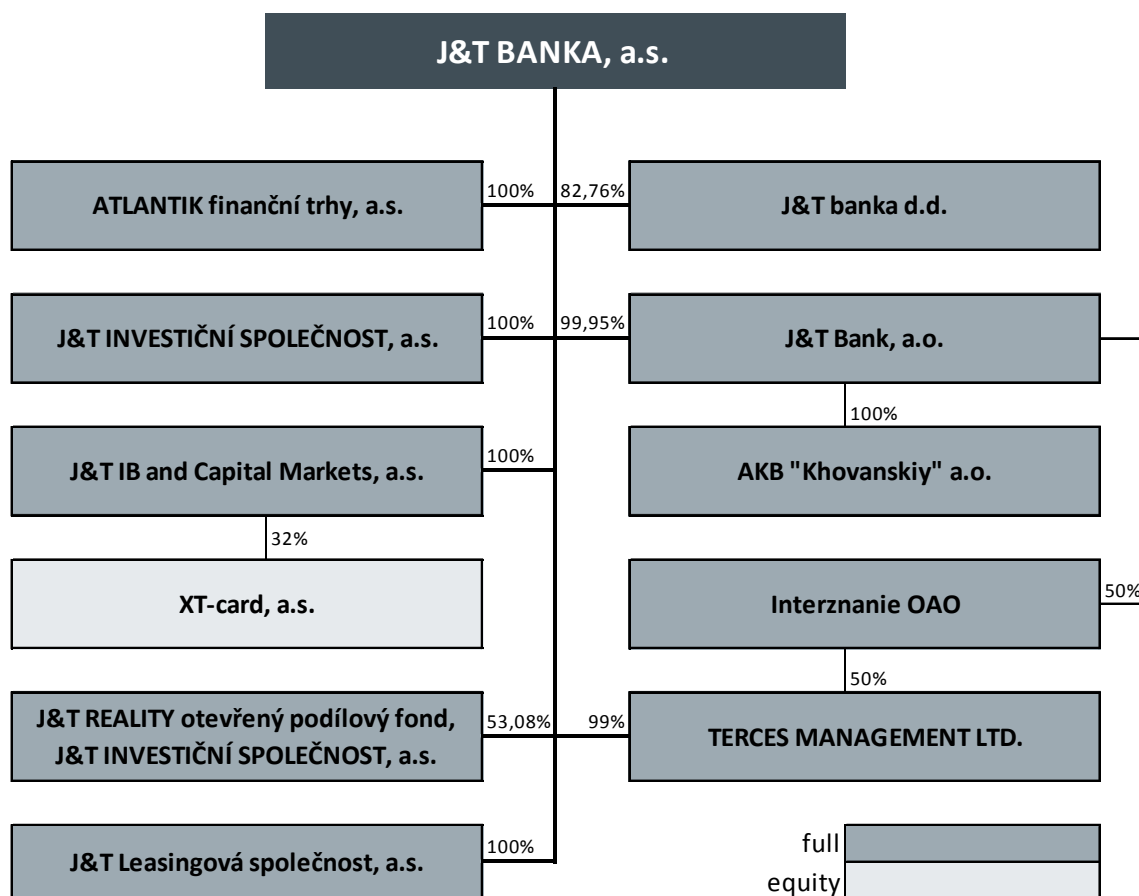 J&T BANKA, a.s.
ATLANTIK finanční trhy, a.s.
100%
82,76%
J&T banka d.d.
J&T INVESTIČNÍ SPOLEČNOST, a.s.
100%
99,95%
J&T Bank, a.o.
100%
J&T IB and Capital Markets, a.s.
100%
AKB "Khovanskiy" a.o.
32%
XT-card, a.s.
Interznanie OAO
50%
50%
J&T REALITY otevřený podílový fond,
J&T INVESTIČNÍ SPOLEČNOST, a.s.
53,08%
99%
TERCES MANAGEMENT LTD.
J&T Leasingová společnost, a.s.
100%
full
equity